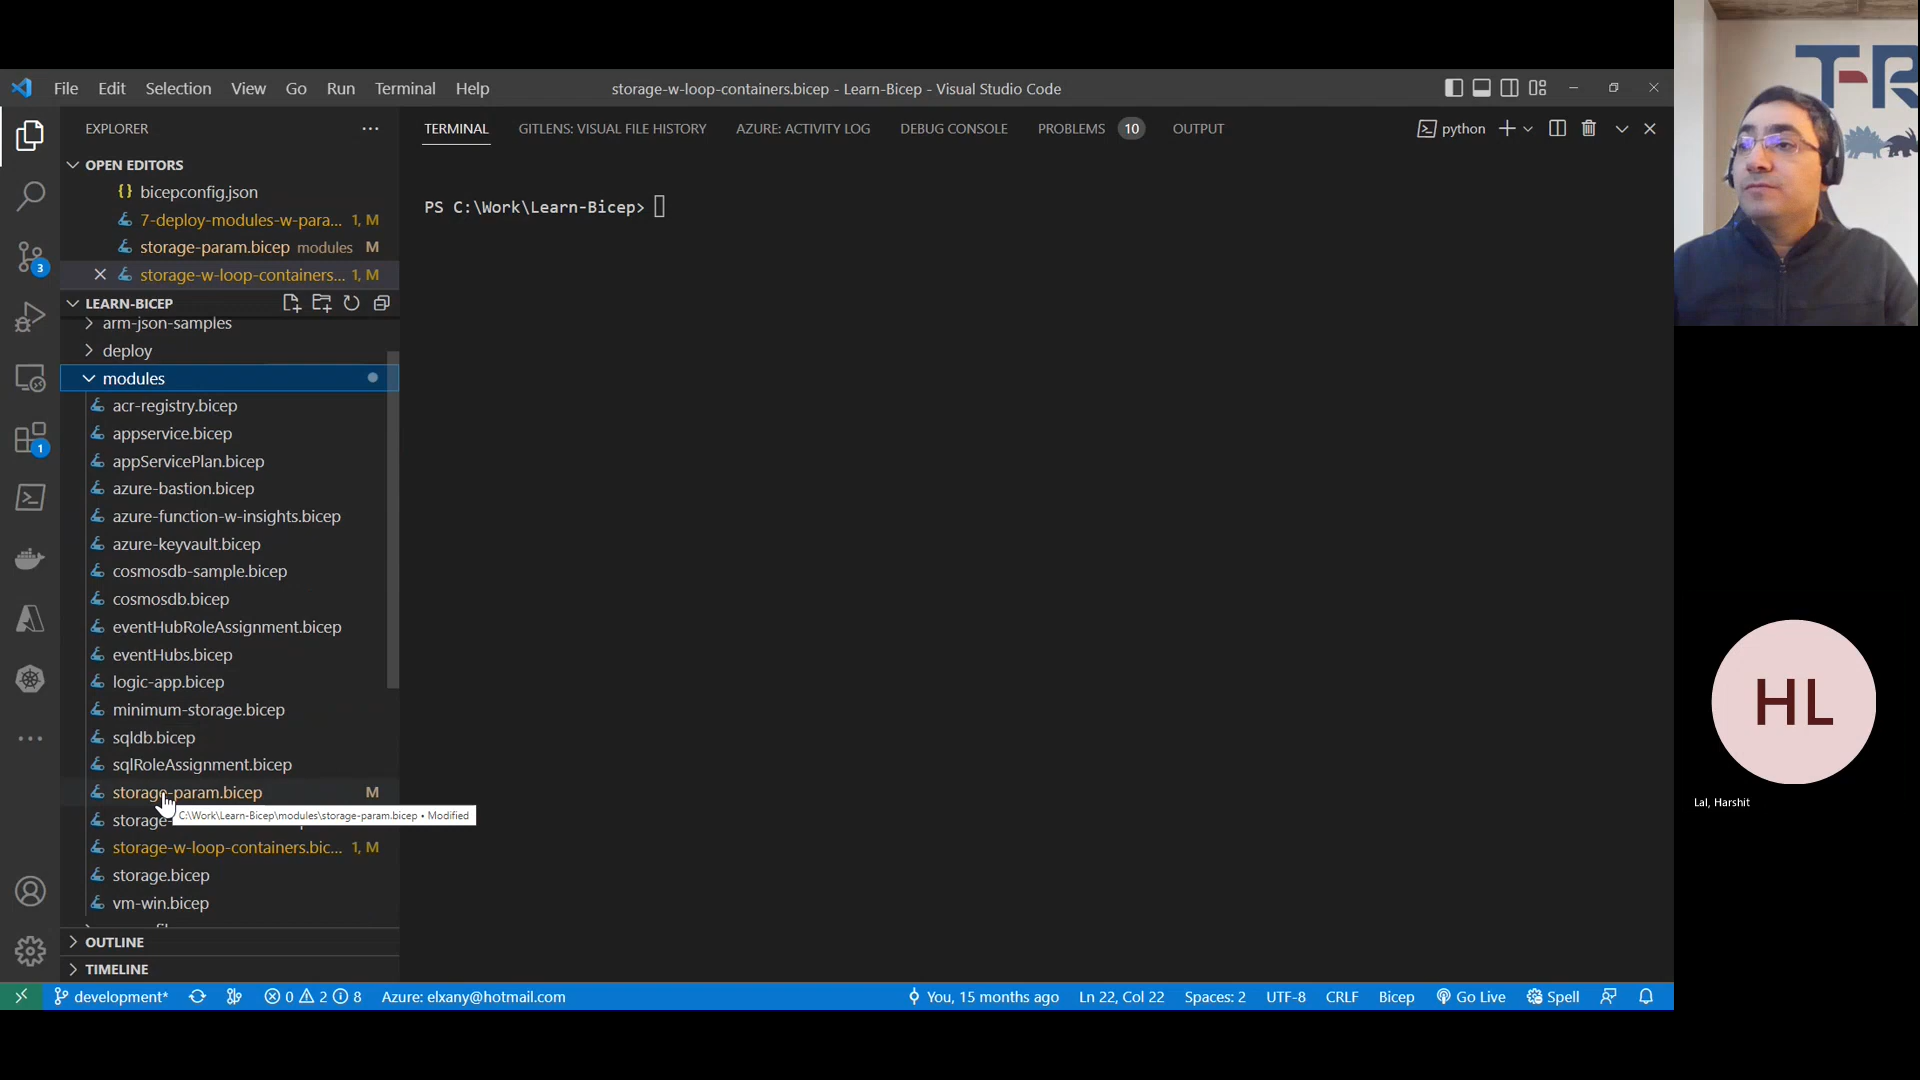 File Edit Selection View Go Run Terminal Help
storage-w-loop-containers.bicep - Learn-Bicep - Visual Studio Code
EXPLORER
OPEN EDITORS
bicepconfig.json
7-deploy-modules-w-para... 1, M
storage-param.bicep modules M
storage-w-loop-containers... 1, M
LEARN-BICEP
arm-json-samples
deploy
modules
acr-registry.bicep
appservice.bicep
appServicePlan.bicep
azure-bastion.bicep
azure-function-w-insights.bicep
azure-keyvault.bicep
cosmosdb-sample.bicep
cosmosdb.bicep
eventHubRoleAssignment.bicep
eventHubs.bicep
logic-app.bicep
minimum-storage.bicep
sqldb.bicep
sqlRoleAssignment.bicep
storage-param.bicep M
C:\Work\Learn-Bicep\modules\storage-param.bicep • Modified
storage-
storage-w-loop-containers.bic... 1, M
storage.bicep
vm-win.bicep
OUTLINE
TIMELINE
3
1
TERMINAL GITLENS: VISUAL FILE HISTORY AZURE: ACTIVITY LOG DEBUG CONSOLE PROBLEMS 10 OUTPUT
python
PS C:\Work\Learn-Bicep>
development* 0 2 8 Azure: elxany@hotmail.com
You, 15 months ago Ln 22, Col 22 Spaces: 2 UTF-8 CRLF Bicep Go Live Spell
T-R
HL
Lal, Harshit